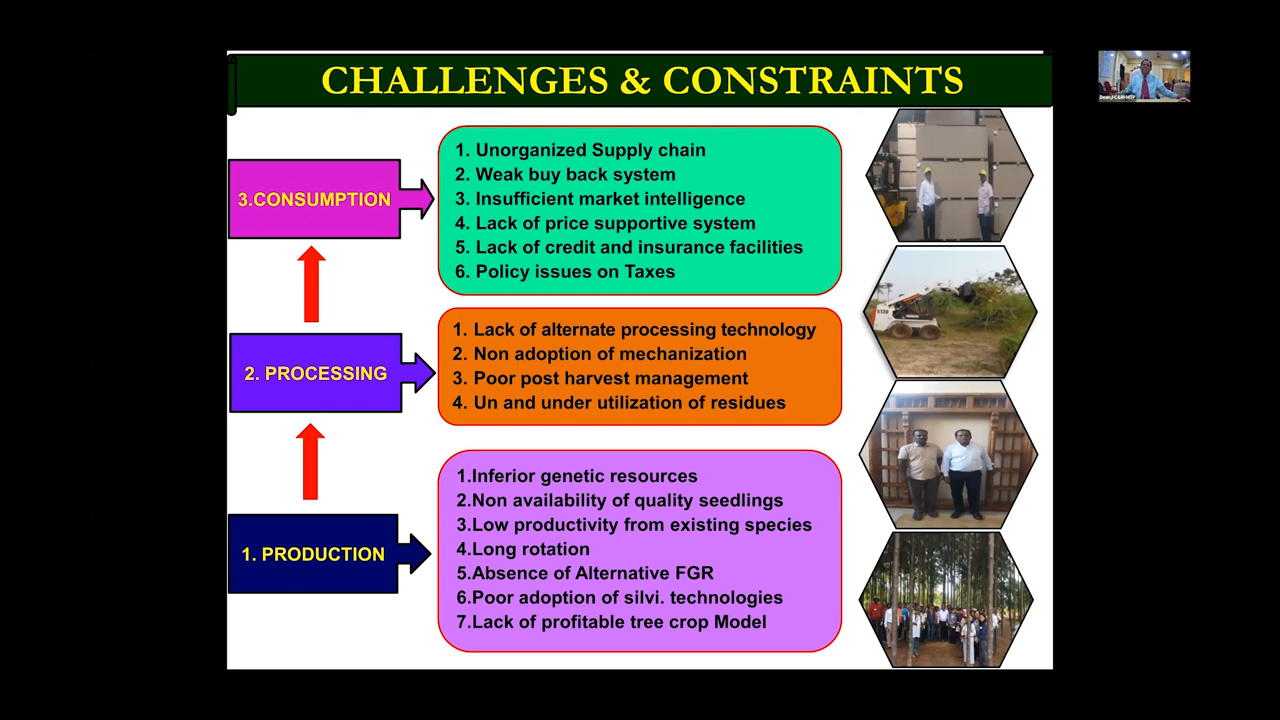 CHALLENGES & CONSTRAINTS
3.CONSUMPTION
1. Unorganized Supply chain
2. Weak buy back system
3. Insufficient market intelligence
4. Lack of price supportive system
5. Lack of credit and insurance facilities
6. Policy issues on Taxes
2. PROCESSING
1. Lack of alternate processing technology
2. Non adoption of mechanization
3. Poor post harvest management
4. Un and under utilization of residues
1. PRODUCTION
1.Inferior genetic resources
2.Non availability of quality seedlings
3.Low productivity from existing species
4.Long rotation
5.Absence of Alternative FGR
6.Poor adoption of silvi. technologies
7.Lack of profitable tree crop Model